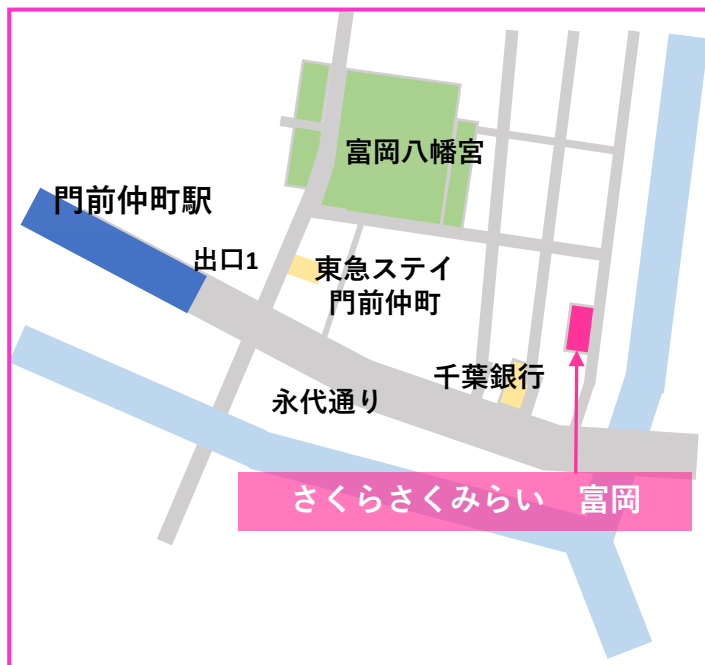 富岡八幡宮
門前仲町駅
出口1
東急ステイ
門前仲町
千葉銀行
永代通り
さくらさくみらい　富岡